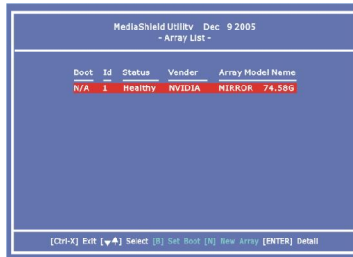 MediaShield Utility Dec 9 2005
- Array List -
Boot Id Status Vender Array Model Name
N/A 1 Healthy NVIDIA MIRROR 74.58G
[Ctrl-X] Exit [▼▲] Select [B] Set Boot [N] New Array [ENTER] Detail